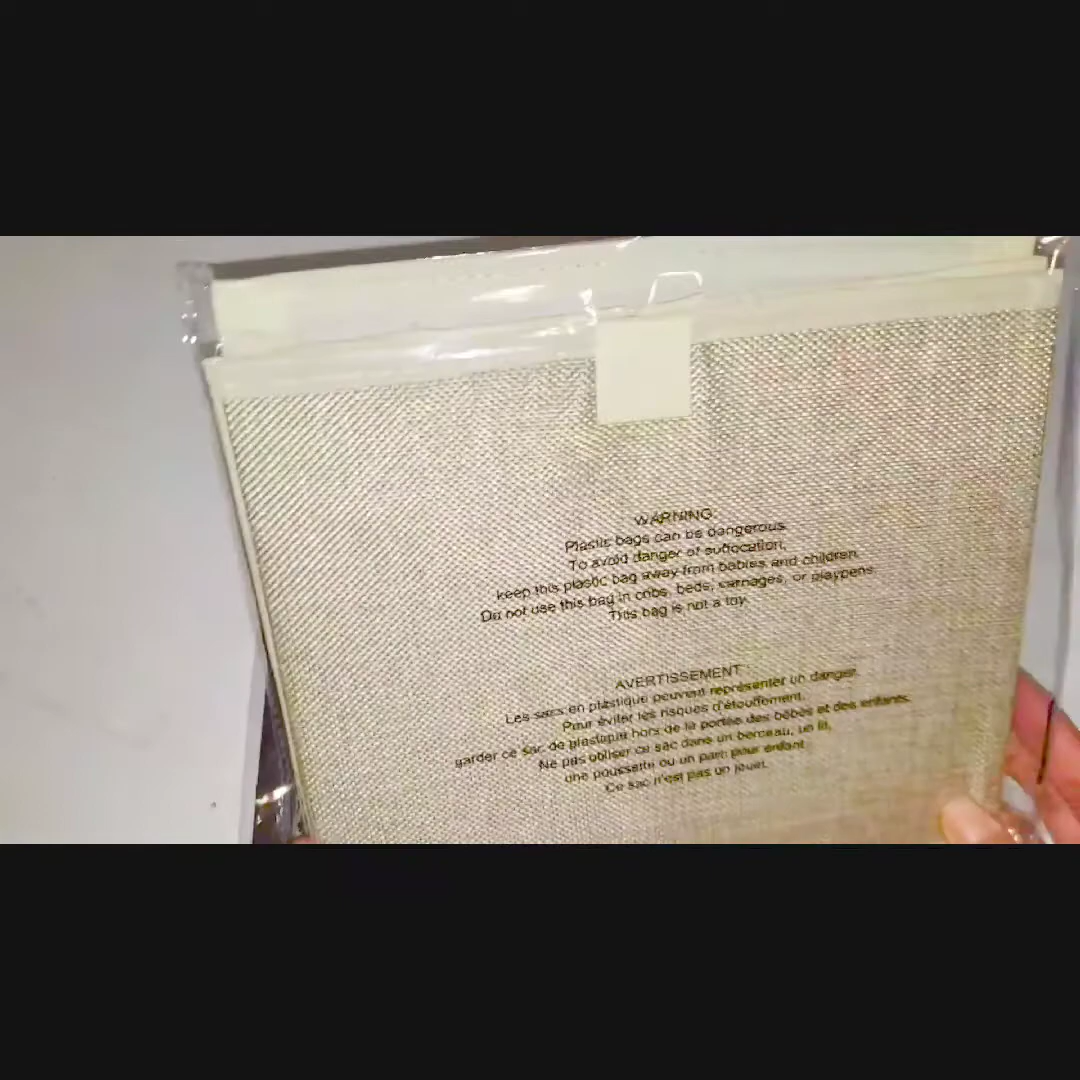 WARNING:
Plastic bags can be dangerous.
To avoid danger of suffocation,
keep this plastic bag away from babies and children.
Do not use this bag in cribs, beds, carriages, or playpens.
This bag is not a toy.
AVERTISSEMENT :
Les sacs en plastique peuvent représenter un danger.
Pour éviter les risques d'étouffement,
garder ce sac de plastique hors de la portée des bébés et des enfants.
Ne pas utiliser ce sac dans un berceau, un lit,
une poussette ou un parc pour enfant.
Ce sac n'est pas un jouet.